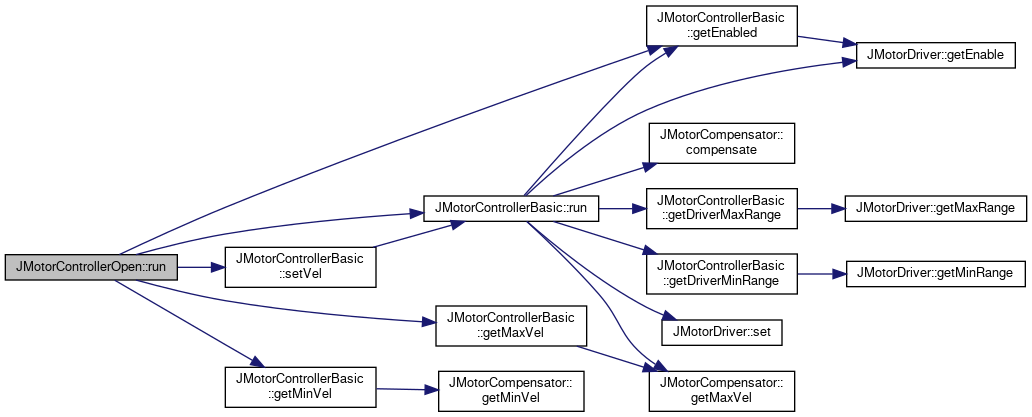 JMotorControllerBasic
::getEnabled
JMotorDriver::getEnable
JMotorCompensator::
compensate
JMotorControllerBasic::run
JMotorControllerBasic
::getDriverMaxRange
JMotorDriver::getMaxRange
JMotorControllerOpen::run
JMotorControllerBasic
::setVel
JMotorControllerBasic
::getDriverMinRange
JMotorDriver::getMinRange
JMotorControllerBasic
::getMaxVel
JMotorDriver::set
JMotorControllerBasic
::getMinVel
JMotorCompensator::
getMinVel
JMotorCompensator::
getMaxVel